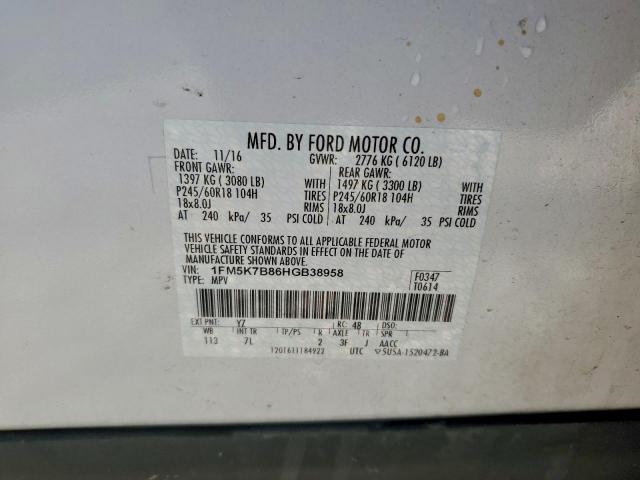 MFD. BY FORD MOTOR CO.
DATE: 11/16 GVWR: 2776 KG ( 6120 LB)
FRONT GAWR: REAR GAWR:
1397 KG ( 3080 LB) WITH 1497 KG ( 3300 LB) WITH
P245/60R18 104H TIRES P245/60R18 104H TIRES
18x8.0J RIMS 18x8.0J RIMS
AT 240 kPa/ 35 PSI COLD AT 240 kPa/ 35 PSI COLD
THIS VEHICLE CONFORMS TO ALL APPLICABLE FEDERAL MOTOR
VEHICLE SAFETY STANDARDS IN EFFECT ON THE DATE OF
MANUFACTURE SHOWN ABOVE.
VIN: 1FM5K7B86HGB38958 F0347
TYPE: MPV T0614
EXT PNT: YZ RC: 48 DSO:
WB INT TR TP/PS R AXLE TR SPR
113 7L 2 3F J AACC
1201611184922 UTC ▽5USA-1520472-BA